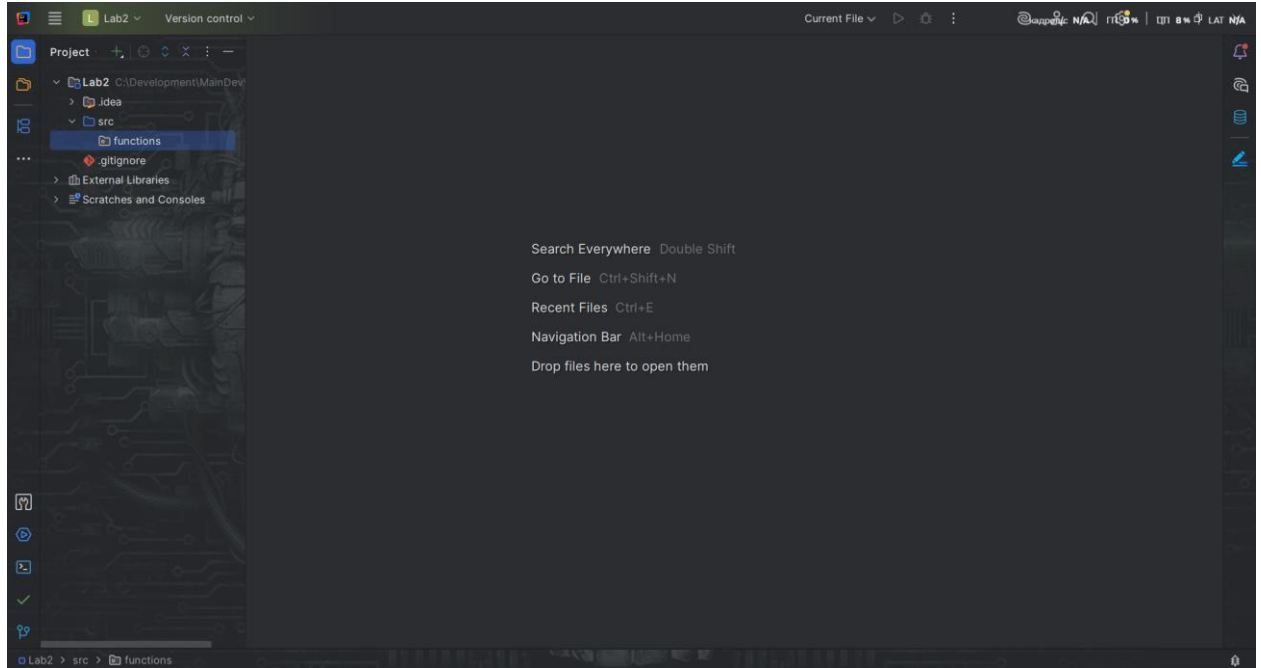 L Lab2 Version control Current File N/A % 8% LAT N/A
Project
Lab2 C:\Development\MainDev
.idea
src
functions
.gitignore
External Libraries
Scratches and Consoles
Search Everywhere Double Shift
Go to File Ctrl+Shift+N
Recent Files Ctrl+E
Navigation Bar Alt+Home
Drop files here to open them
Lab2 > src > functions